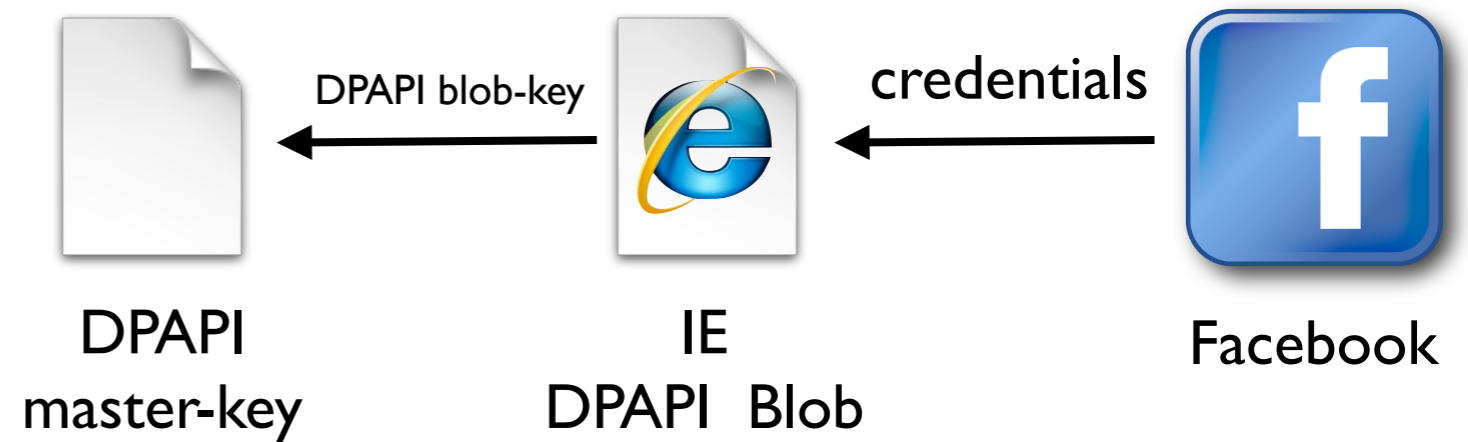 DPAPI blob-key
credentials
DPAPI
master-key
IE
DPAPI Blob
Facebook